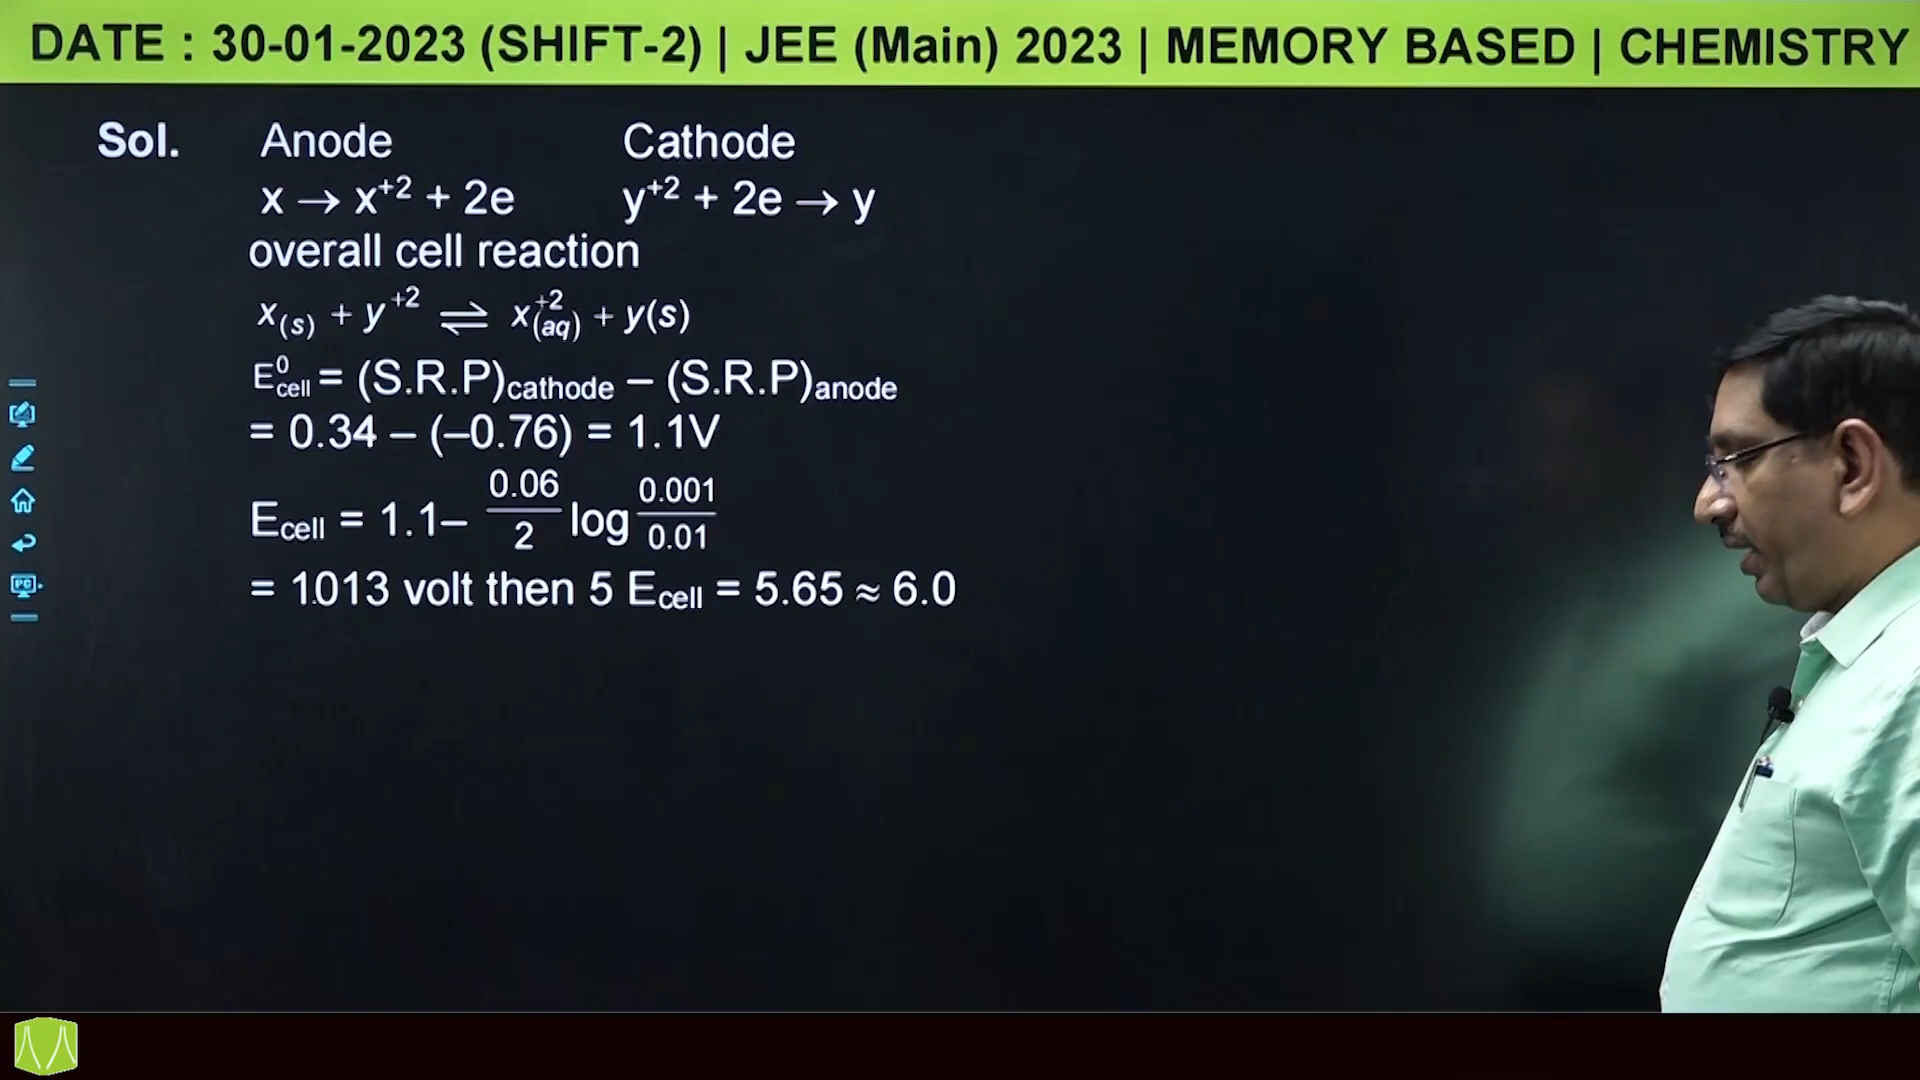 DATE : 30-01-2023 (SHIFT-2) | JEE (Main) 2023 | MEMORY BASED | CHEMISTRY
Sol. Anode Cathode
x → x⁺² + 2e y⁺² + 2e → y
overall cell reaction
x₍s₎ + y⁺² ⇌ x⁺²(aq) + y(s)
E⁰cell = (S.R.P)cathode – (S.R.P)anode
= 0.34 – (–0.76) = 1.1V
Ecell = 1.1– 0.06/2 log 0.001/0.01
= 1.013 volt then 5 Ecell = 5.65 ≈ 6.0
PC